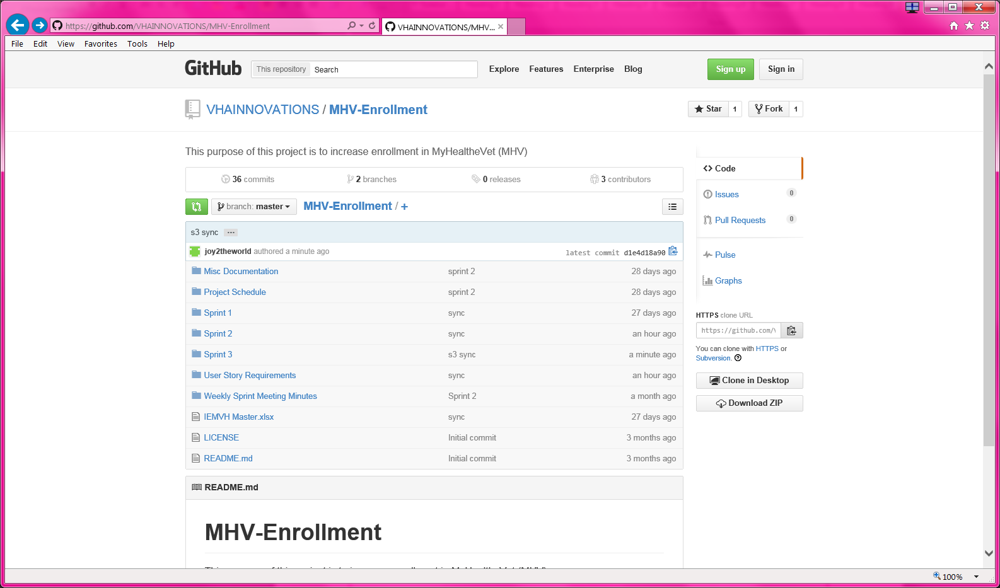 https://github.com/VHAINNOVATIONS/MHV-Enrollment
VHAINNOVATIONS/MHV...
File Edit View Favorites Tools Help
GitHub This repository Search Explore Features Enterprise Blog Sign up Sign in
VHAINNOVATIONS / MHV-Enrollment Star 1 Fork 1
This purpose of this project is to increase enrollment in MyHealtheVet (MHV)
36 commits 2 branches 0 releases 3 contributors
branch: master MHV-Enrollment / +
s3 sync ...
joy2theworld authored a minute ago latest commit d1e4d18a90
Misc Documentation sprint 2 28 days ago
Project Schedule sprint 2 28 days ago
Sprint 1 sync 27 days ago
Sprint 2 sync an hour ago
Sprint 3 s3 sync a minute ago
User Story Requirements sync an hour ago
Weekly Sprint Meeting Minutes Sprint 2 a month ago
IEMVH Master.xlsx sync 27 days ago
LICENSE Initial commit 3 months ago
README.md Initial commit 3 months ago
README.md
MHV-Enrollment
Code
Issues 0
Pull Requests 0
Pulse
Graphs
HTTPS clone URL
https://github.com/
You can clone with HTTPS or
Subversion.
Clone in Desktop
Download ZIP
100%